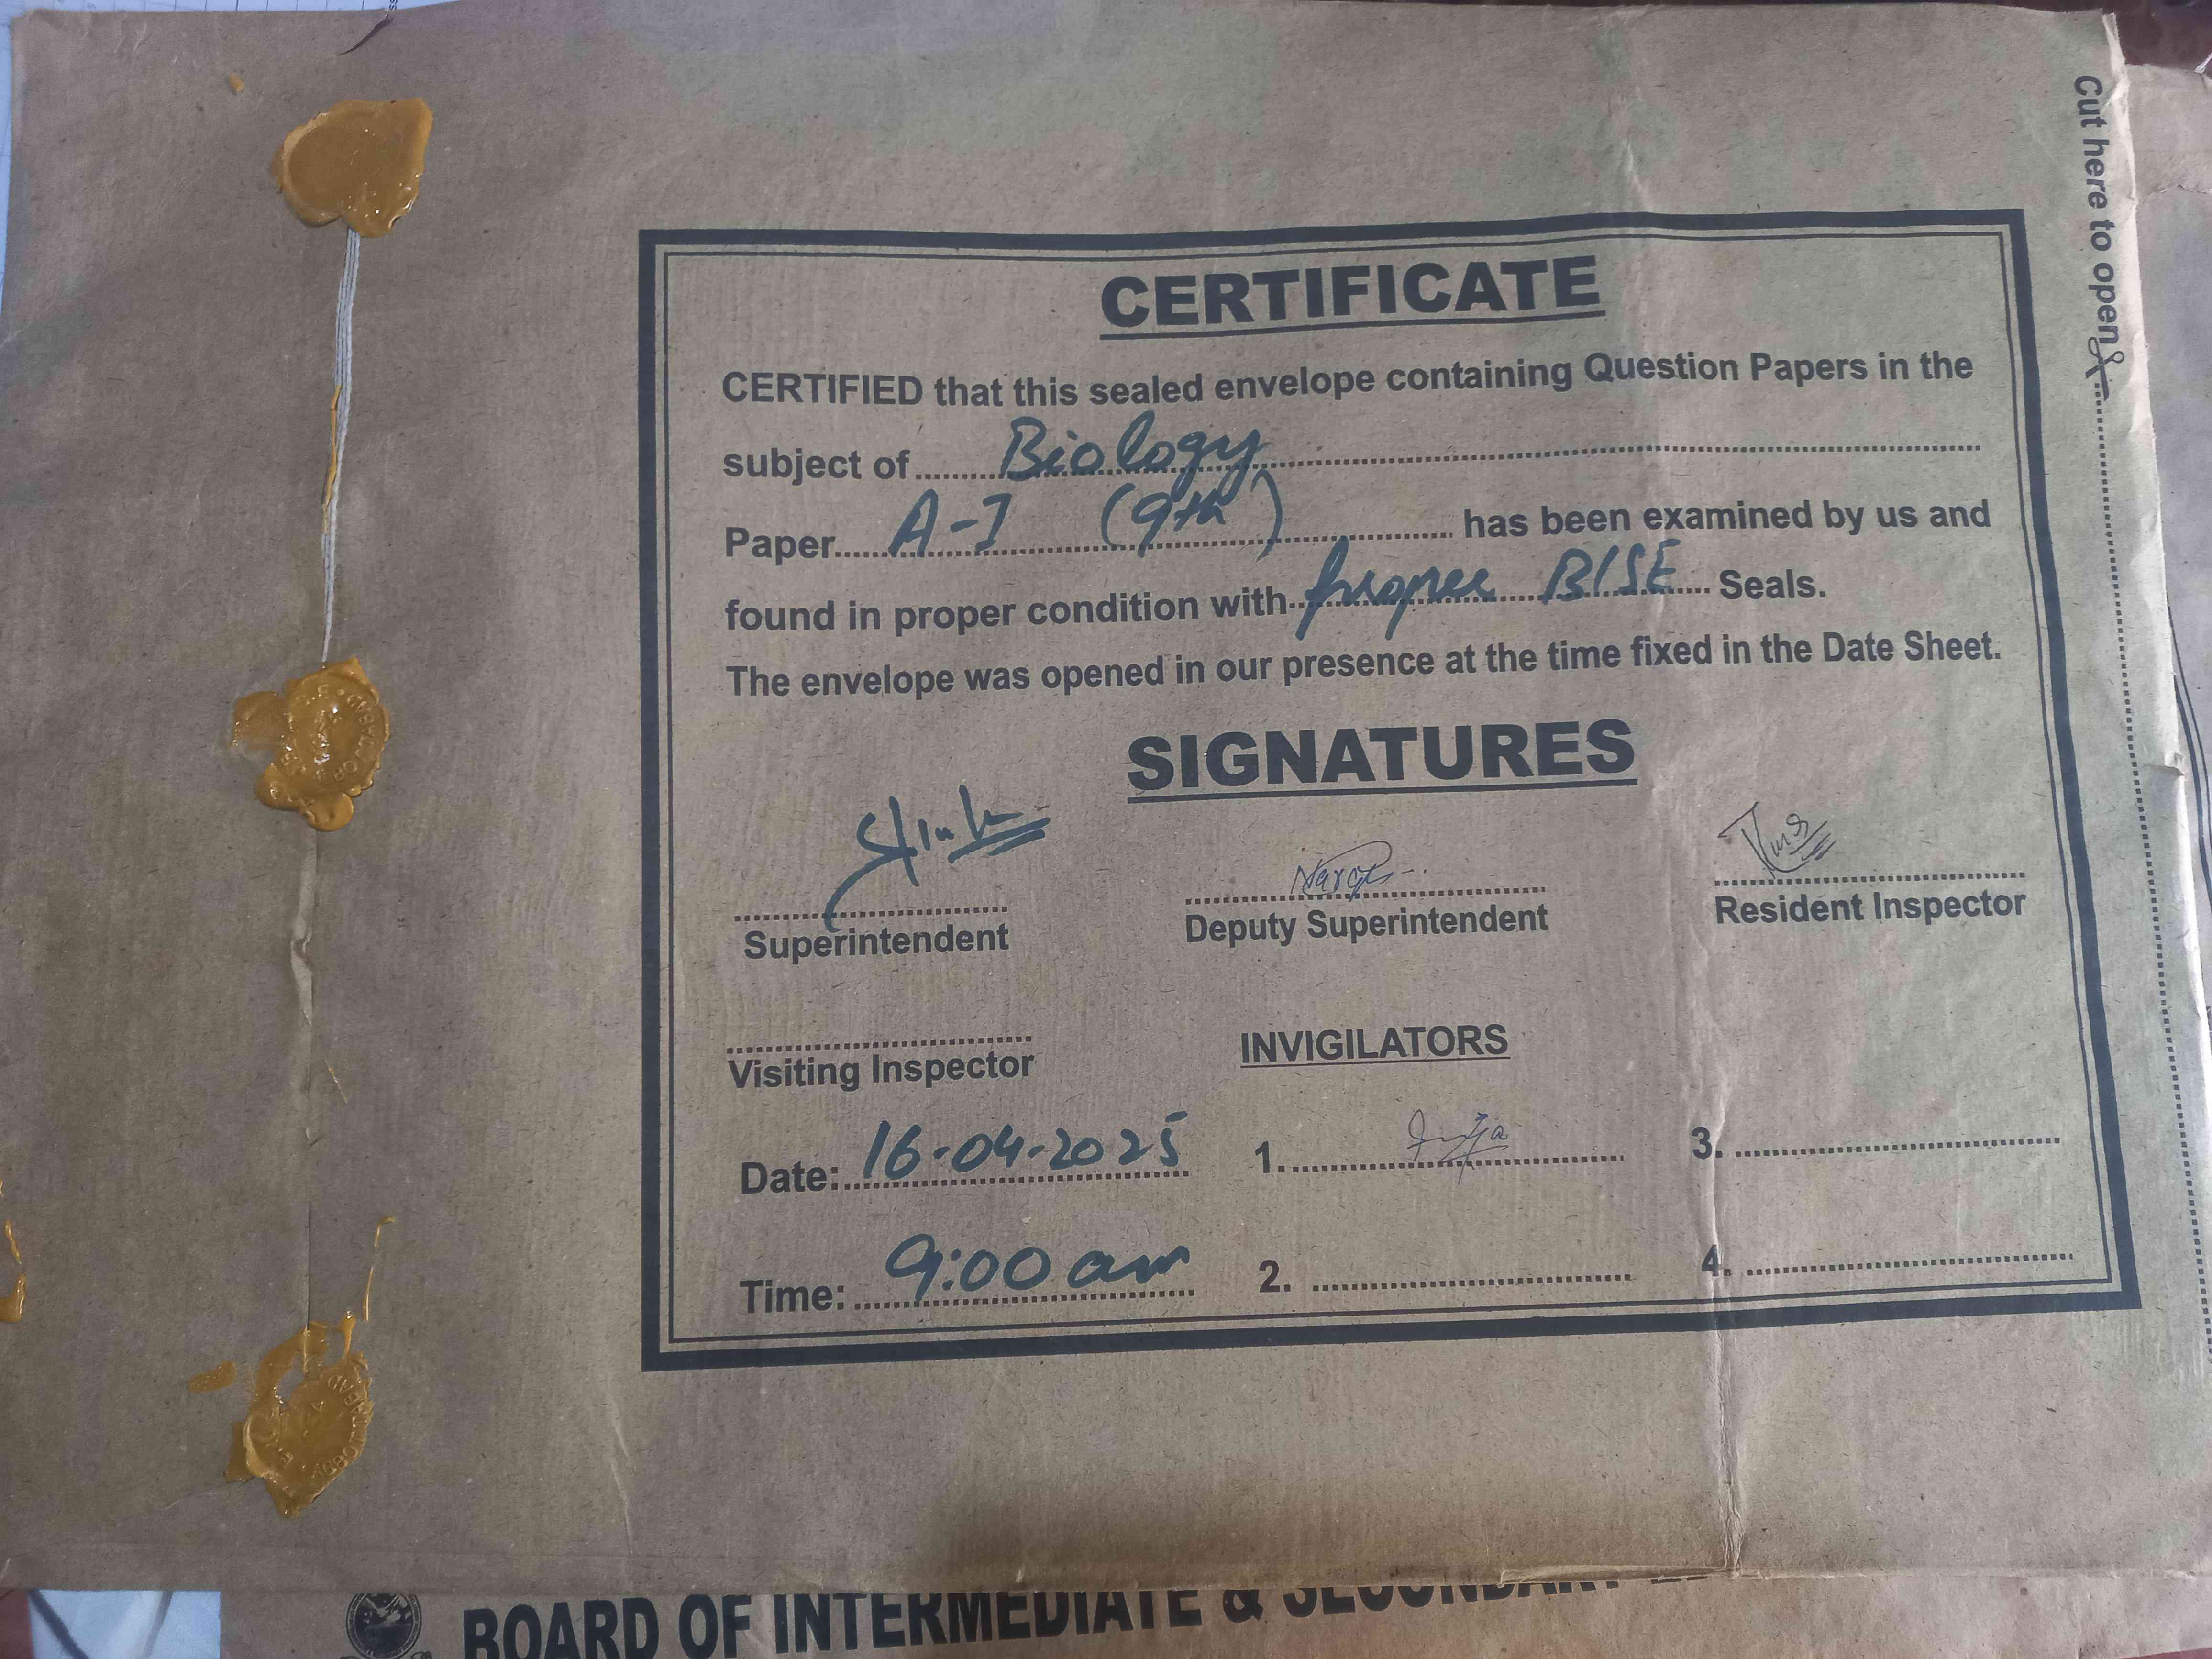 Cut here to open
CERTIFICATE
CERTIFIED that this sealed envelope containing Question Papers in the
subject of Biology
Paper A-I (9th) has been examined by us and
found in proper condition with proper BISE Seals.
The envelope was opened in our presence at the time fixed in the Date Sheet.
SIGNATURES
Superintendent
Deputy Superintendent
Resident Inspector
Visiting Inspector
INVIGILATORS
Date: 16-04-2025
1.
3.
Time: 9:00 am
2.
4.
BOARD OF INTERMEDIATE & SECONDARY